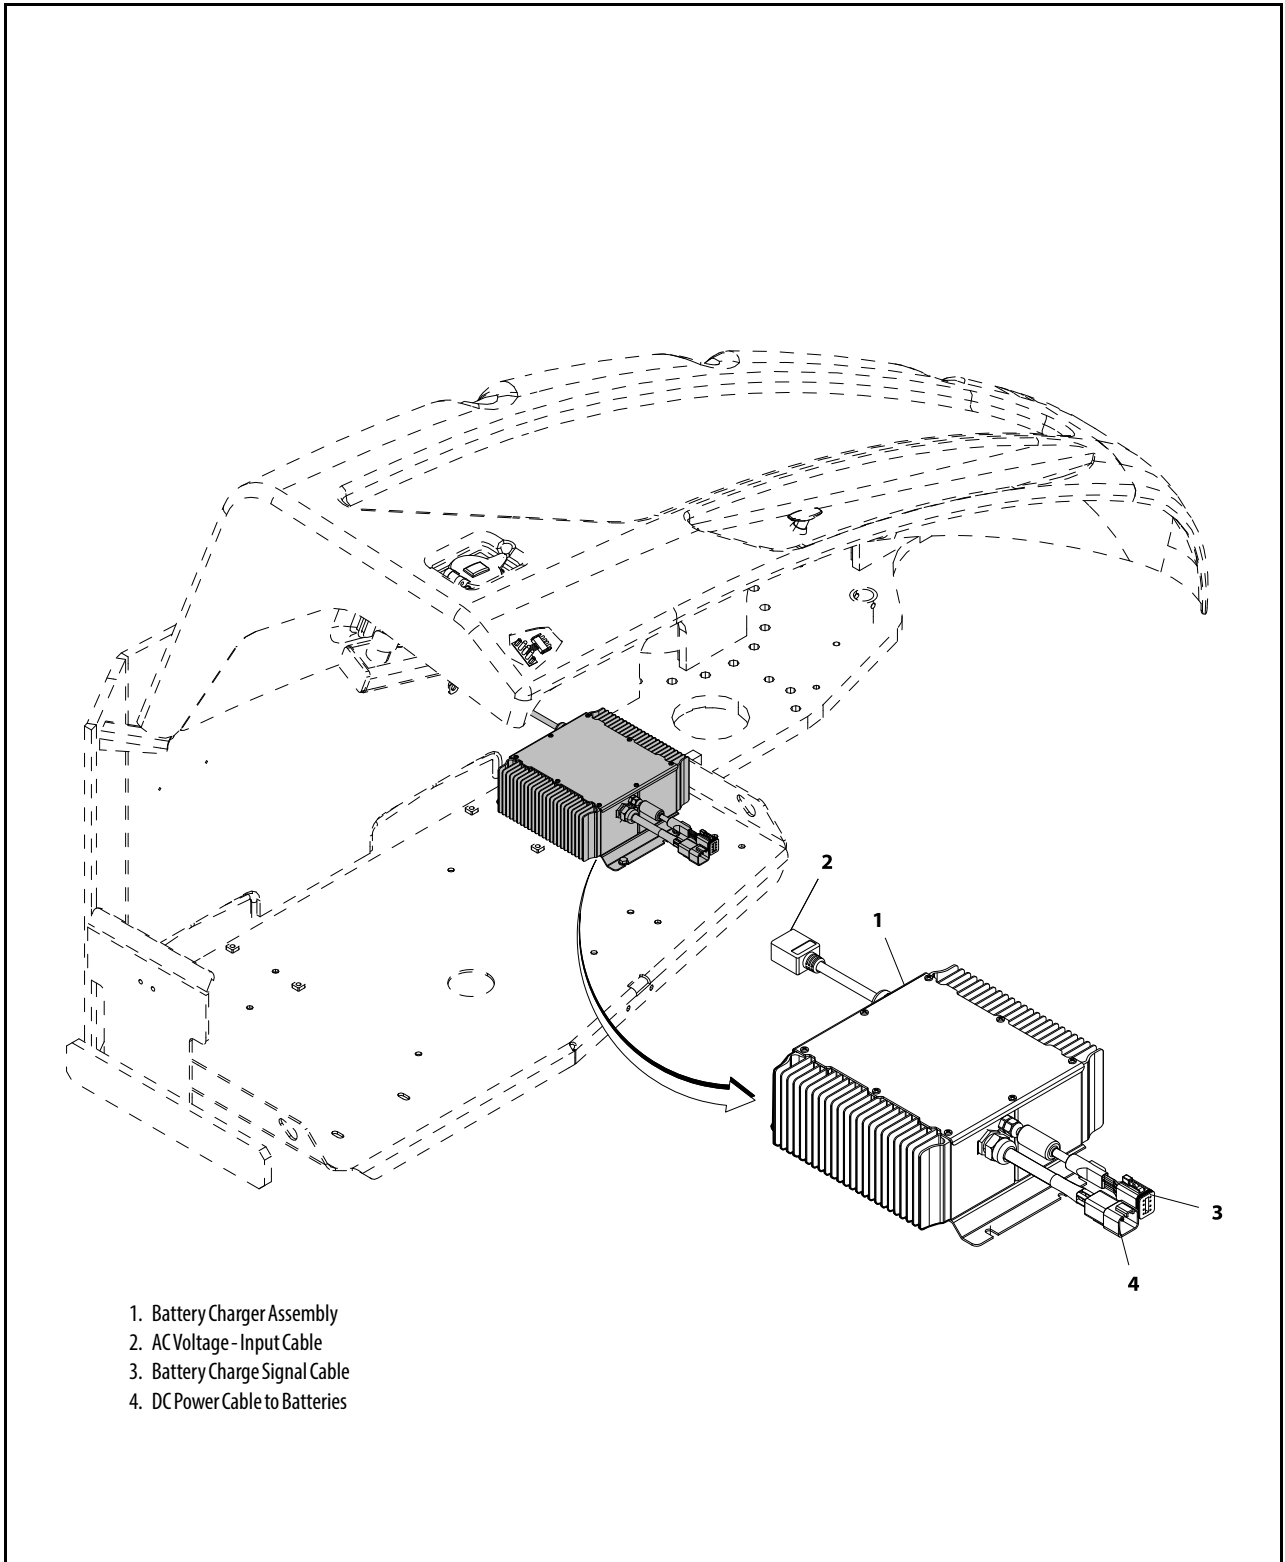 2
1
3
4
1. Battery Charger Assembly
2. AC Voltage - Input Cable
3. Battery Charge Signal Cable
4. DC Power Cable to Batteries